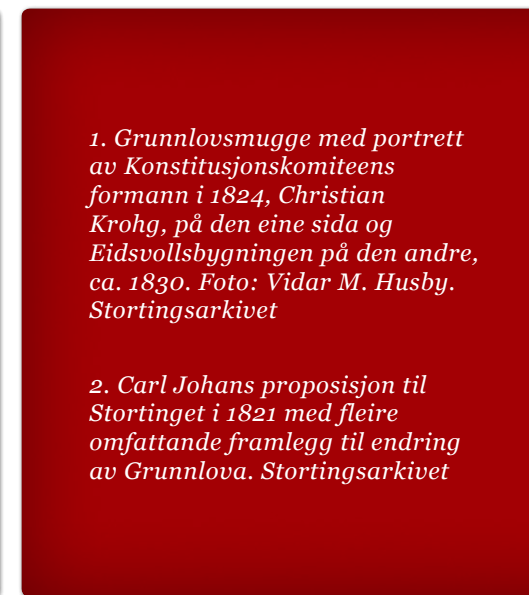 1. Grunnlovsmugge med portrett
av Konstitusjonskomiteens
formann i 1824, Christian
Krohg, på den eine sida og
Eidsvollsbygningen på den andre,
ca. 1830. Foto: Vidar M. Husby.
Stortingsarkivet
2. Carl Johans proposisjon til
Stortinget i 1821 med fleire
omfattande framlegg til endring
av Grunnlova. Stortingsarkivet